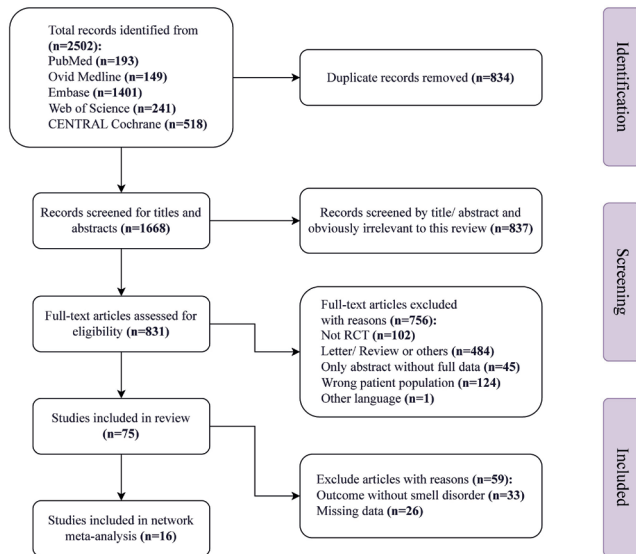 Total records identified from
(n=2502):
PubMed (n=193)
Ovid Medline (n=149)
Embase (n=1401)
Web of Science (n=241)
CENTRAL Cochrane (n=518)
Duplicate records removed (n=834)
Identification
Records screened for titles and
abstracts (n=1668)
Records screened by title/ abstract and
obviously irrelevant to this review (n=837)
Screening
Full-text articles assessed for
eligibility (n=831)
Full-text articles excluded
with reasons (n=756):
Not RCT (n=102)
Letter/ Review or others (n=484)
Only abstract without full data (n=45)
Wrong patient population (n=124)
Other language (n=1)
Studies included in review
(n=75)
Exclude articles with reasons (n=59):
Outcome without smell disorder (n=33)
Missing data (n=26)
Included
Studies included in network
meta-analysis (n=16)